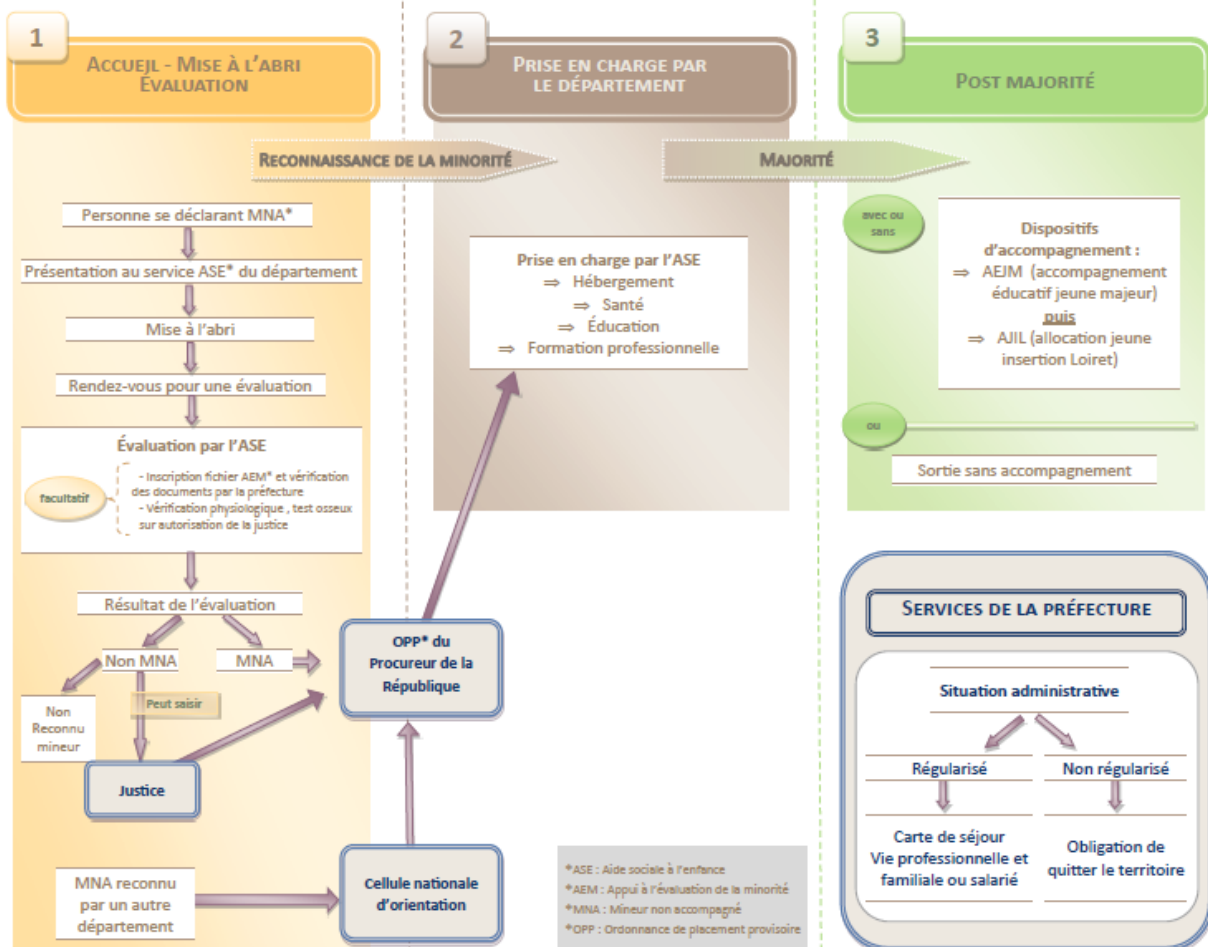 1
ACCUEIL - MISE À L'ABRI
EVALUATION
2
PRISE EN CHARGE PAR
LE DÉPARTEMENT
3
POST MAJORITÉ
RECONNAISSANCE DE LA MINORITÉ
MAJORITÉ
Personne se déclarant MNA*
Présentation au service ASE* du département
Mise à l'abri
Rendez-vous pour une évaluation
Évaluation par l'ASE
facultatif
- Inscription fichier AEM* et vérification
des documents par la préfecture
- Vérification physiologique , test osseux
sur autorisation de la justice
Résultat de l'évaluation
Non MNA
MNA
Non
Reconnu
mineur
Peut saisir
Justice
MNA reconnu
par un autre
département
OPP* du
Procureur de la
République
Cellule nationale
d'orientation
Prise en charge par l'ASE
⇒ Hébergement
⇒ Santé
⇒ Éducation
⇒ Formation professionnelle
*ASE : Aide sociale à l'enfance
*AEM : Appui à l'évaluation de la minorité
*MNA : Mineur non accompagné
*OPP : Ordonnance de placement provisoire
avec ou
sans
Dispositifs
d'accompagnement :
⇒ AEJM (accompagnement
éducatif jeune majeur)
puis
⇒ AJIL (allocation jeune
insertion Loiret)
ou
Sortie sans accompagnement
SERVICES DE LA PRÉFECTURE
Situation administrative
Régularisé
Non régularisé
Carte de séjour
Vie professionnelle et
familiale ou salarié
Obligation de
quitter le territoire